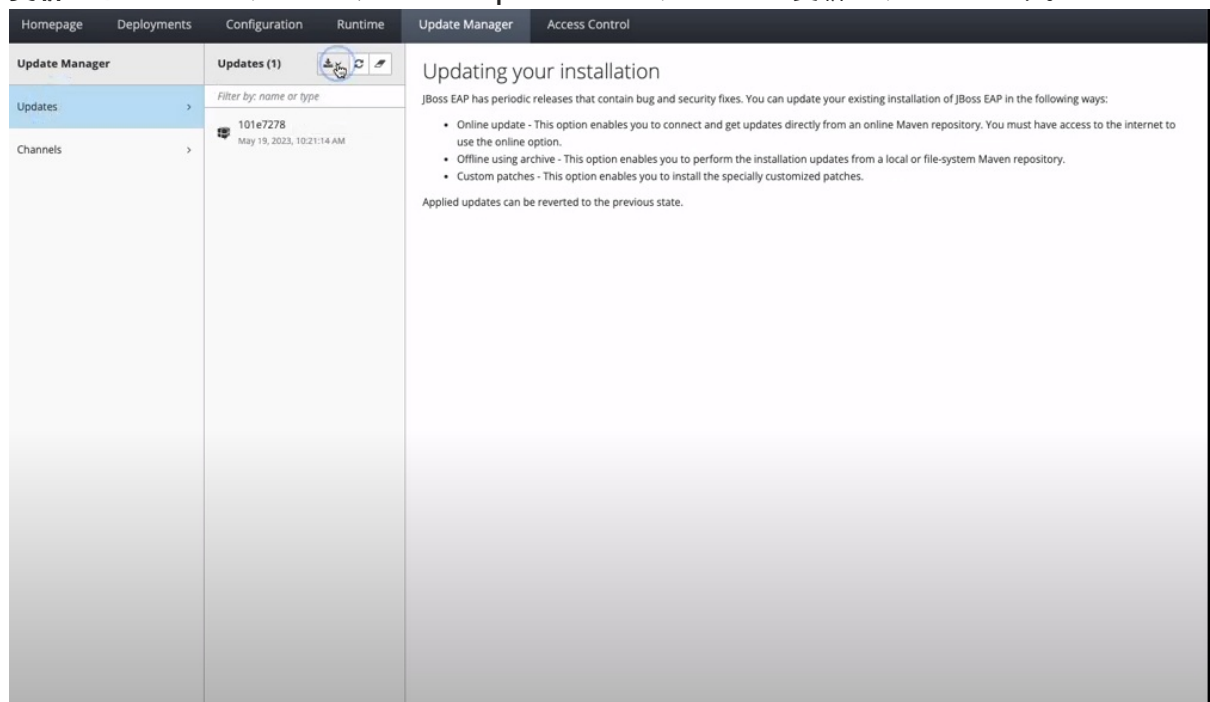 Homepage Deployments Configuration Runtime Update Manager Access Control
Update Manager
Updates
Channels
Updates (1)
Filter by: name or type
101e7278
May 19, 2023, 10:21:14 AM
Updating your installation
JBoss EAP has periodic releases that contain bug and security fixes. You can update your existing installation of JBoss EAP in the following ways:
• Online update - This option enables you to connect and get updates directly from an online Maven repository. You must have access to the internet to
use the online option.
• Offline using archive - This option enables you to perform the installation updates from a local or file-system Maven repository.
• Custom patches - This option enables you to install the specially customized patches.
Applied updates can be reverted to the previous state.